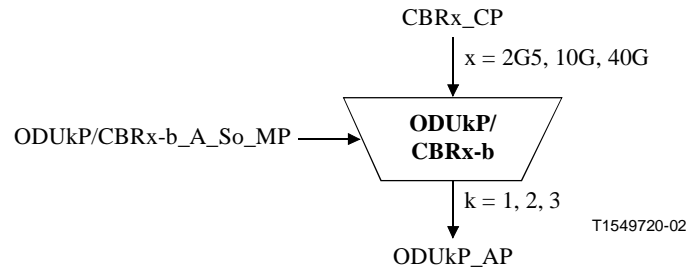 CBRx_CP
x = 2G5, 10G, 40G
ODUkP/CBRx-b_A_So_MP
ODUkP/
CBRx-b
k = 1, 2, 3
T1549720-02
ODUkP_AP